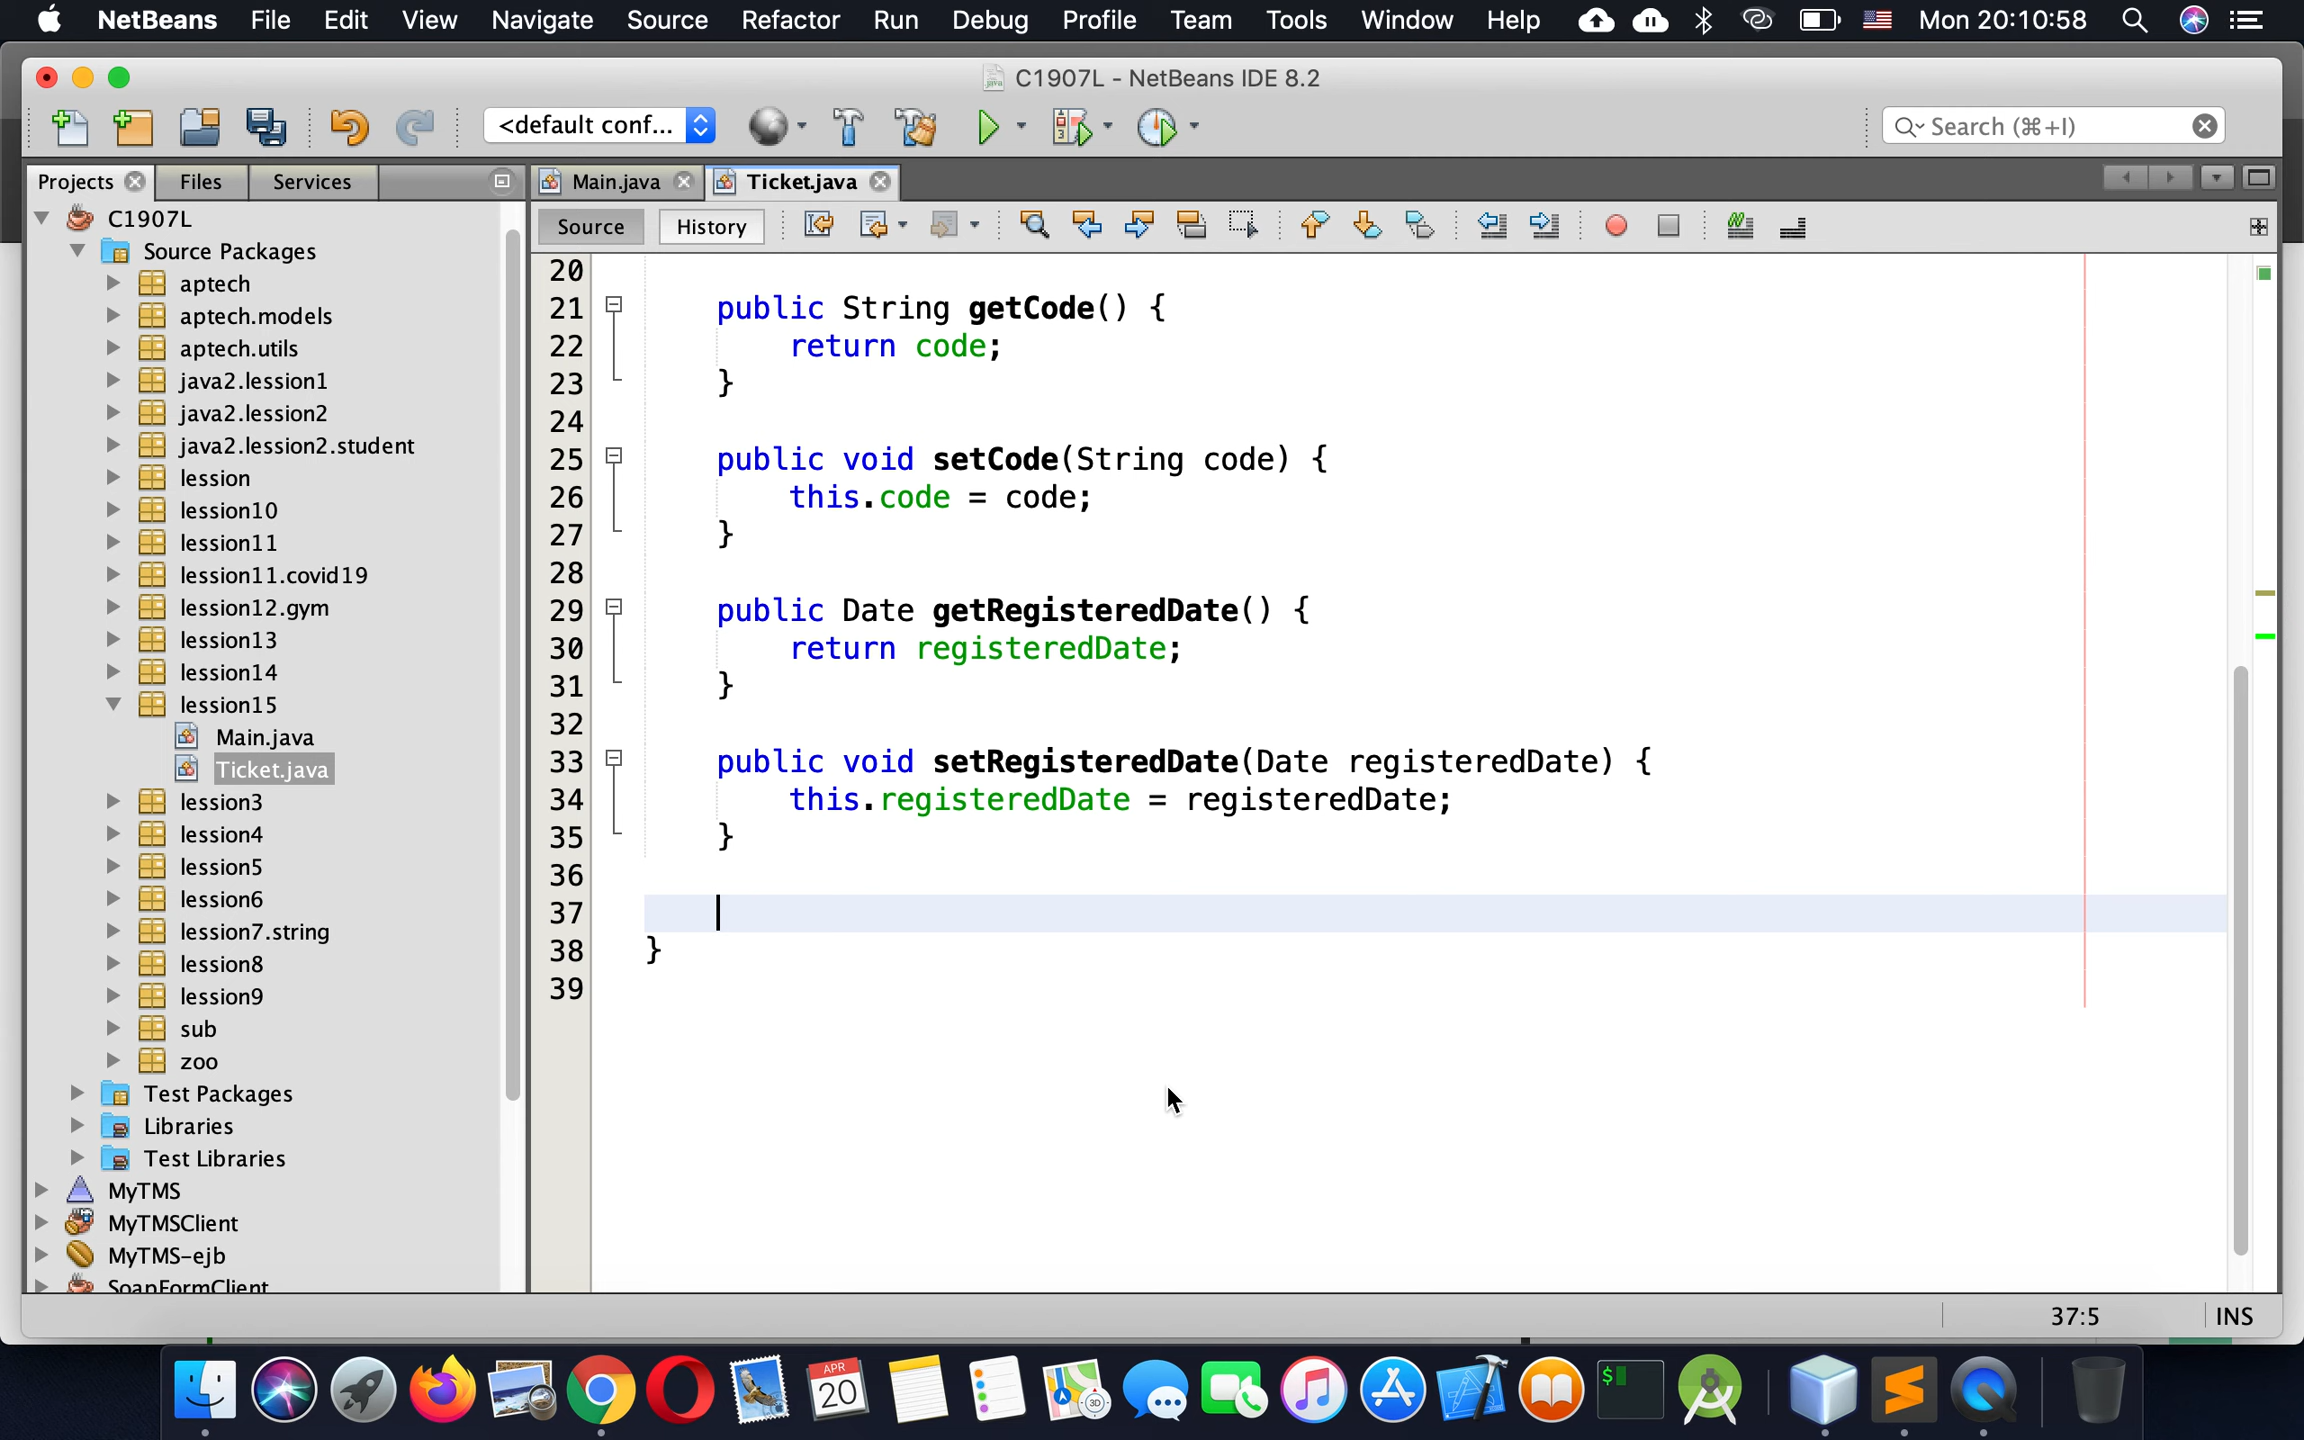 NetBeans File Edit View Navigate Source Refactor Run Debug Profile Team Tools Window Help Mon 20:10:58
C1907L - NetBeans IDE 8.2
<default conf... Search (⌘+I)
Projects Files Services Main.java Ticket.java
Source History
C1907L
Source Packages
aptech
aptech.models
aptech.utils
java2.lession1
java2.lession2
java2.lession2.student
lession
lession10
lession11
lession11.covid19
lession12.gym
lession13
lession14
lession15
Main.java
Ticket.java
lession3
lession4
lession5
lession6
lession7.string
lession8
lession9
sub
zoo
Test Packages
Libraries
Test Libraries
MyTMS
MyTMSClient
MyTMS-ejb
SoapFormClient
20
21 public String getCode() {
22 return code;
23 }
24
25 public void setCode(String code) {
26 this.code = code;
27 }
28
29 public Date getRegisteredDate() {
30 return registeredDate;
31 }
32
33 public void setRegisteredDate(Date registeredDate) {
34 this.registeredDate = registeredDate;
35 }
36
37
38 }
39
37:5 INS
APR
20
3D
$